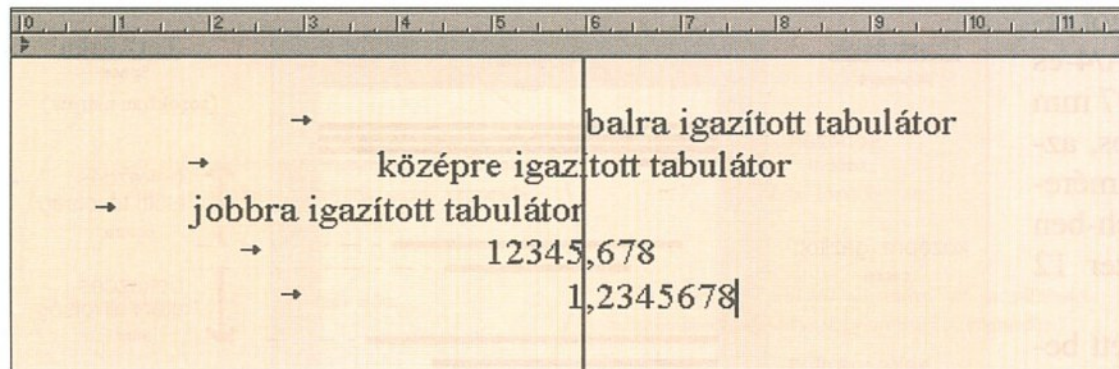 0 1 2 3 4 5 6 7 8 9 10 11
→ balra igazított tabulátor
→ középre igazított tabulátor
→ jobbra igazított tabulátor
→ 12345,678
→ 1,2345678